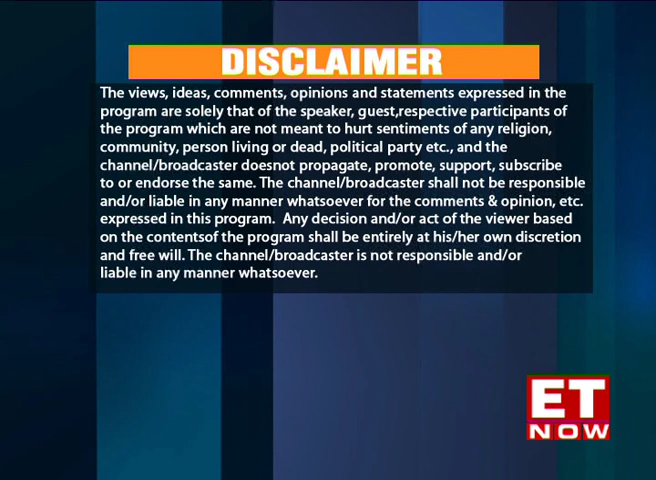 DISCLAIMER
The views, ideas, comments, opinions and statements expressed in the
program are solely that of the speaker, guest,respective participants of
the program which are not meant to hurt sentiments of any religion,
community, person living or dead, political party etc., and the
channel/broadcaster doesnot propagate, promote, support, subscribe
to or endorse the same. The channel/broadcaster shall not be responsible
and/or liable in any manner whatsoever for the comments & opinion, etc.
expressed in this program.  Any decision and/or act of the viewer based
on the contentsof the program shall be entirely at his/her own discretion
and free will. The channel/broadcaster is not responsible and/or
liable in any manner whatsoever.
ET
NOW